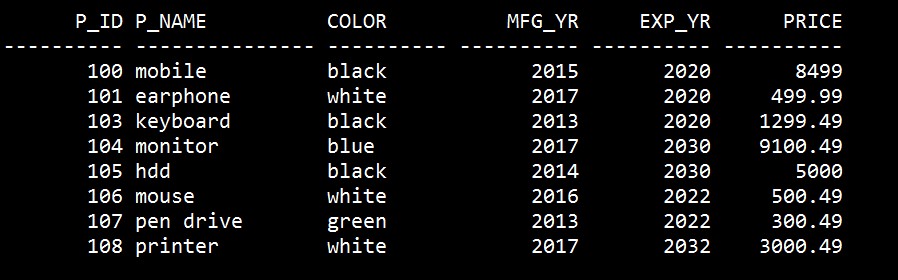 P_ID P_NAME COLOR MFG_YR EXP_YR PRICE
---------- --------------- ---------- ---------- ---------- ----------
100 mobile black 2015 2020 8499
101 earphone white 2017 2020 499.99
103 keyboard black 2013 2020 1299.49
104 monitor blue 2017 2030 9100.49
105 hdd black 2014 2030 5000
106 mouse white 2016 2022 500.49
107 pen drive green 2013 2022 300.49
108 printer white 2017 2032 3000.49